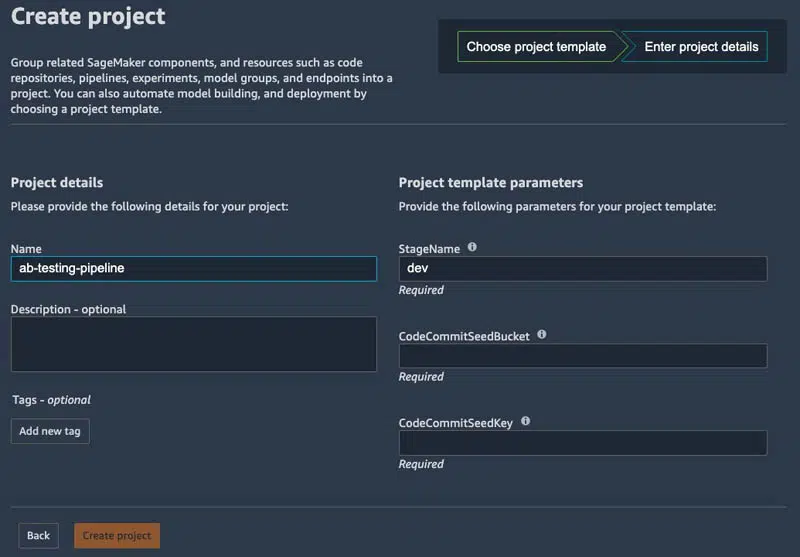 Create project
Group related SageMaker components, and resources such as code
repositories, pipelines, experiments, model groups, and endpoints into a
project. You can also automate model building, and deployment by
choosing a project template.
Choose project template
Enter project details
Project details
Please provide the following details for your project:
Name
ab-testing-pipeline
Description - optional
Tags - optional
Add new tag
Project template parameters
Provide the following parameters for your project template:
StageName
dev
Required
CodeCommitSeedBucket
Required
CodeCommitSeedKey
Required
Back
Create project